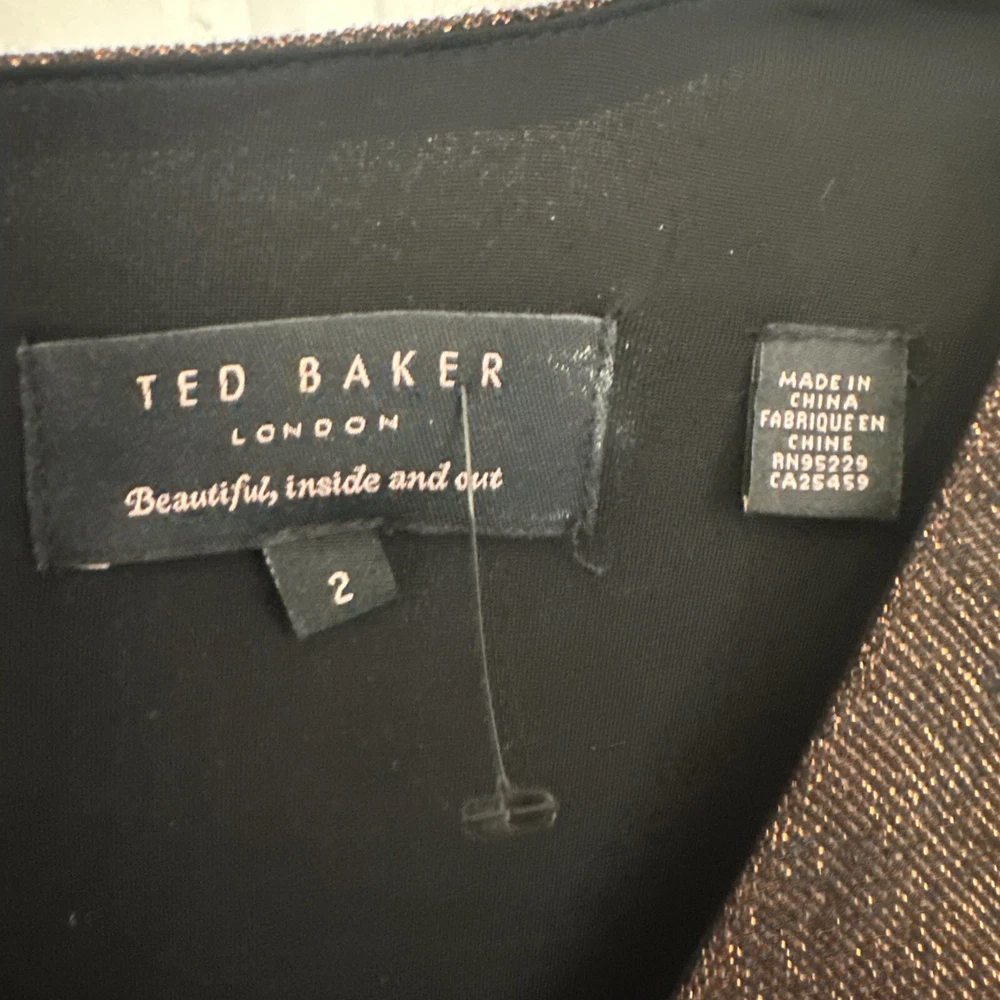 TED BAKER
LONDON
Beautiful, inside and out
2
MADE IN
CHINA
FABRIQUE EN
CHINE
RN95229
CA25459